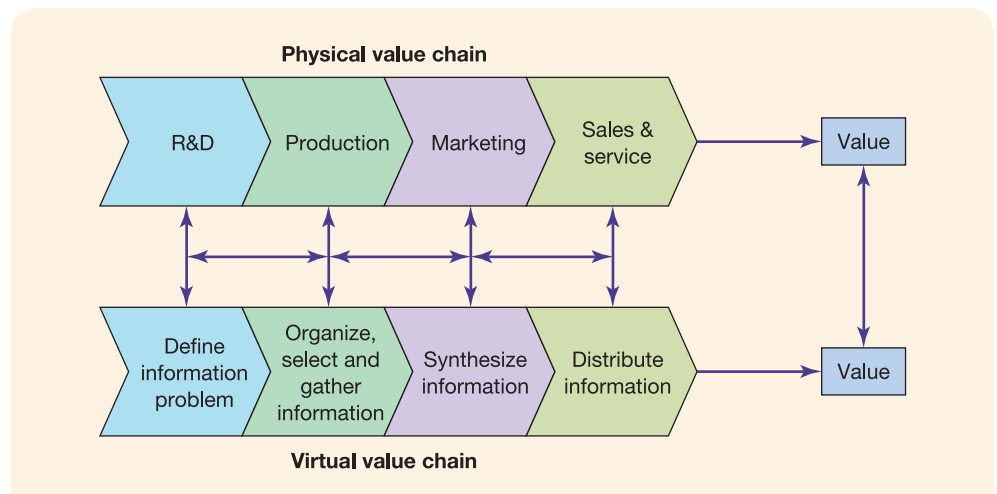 Physical value chain
R&D
Production
Marketing
Sales &
service
Value
Define
information
problem
Organize,
select and
gather
information
Synthesize
information
Distribute
information
Value
Virtual value chain